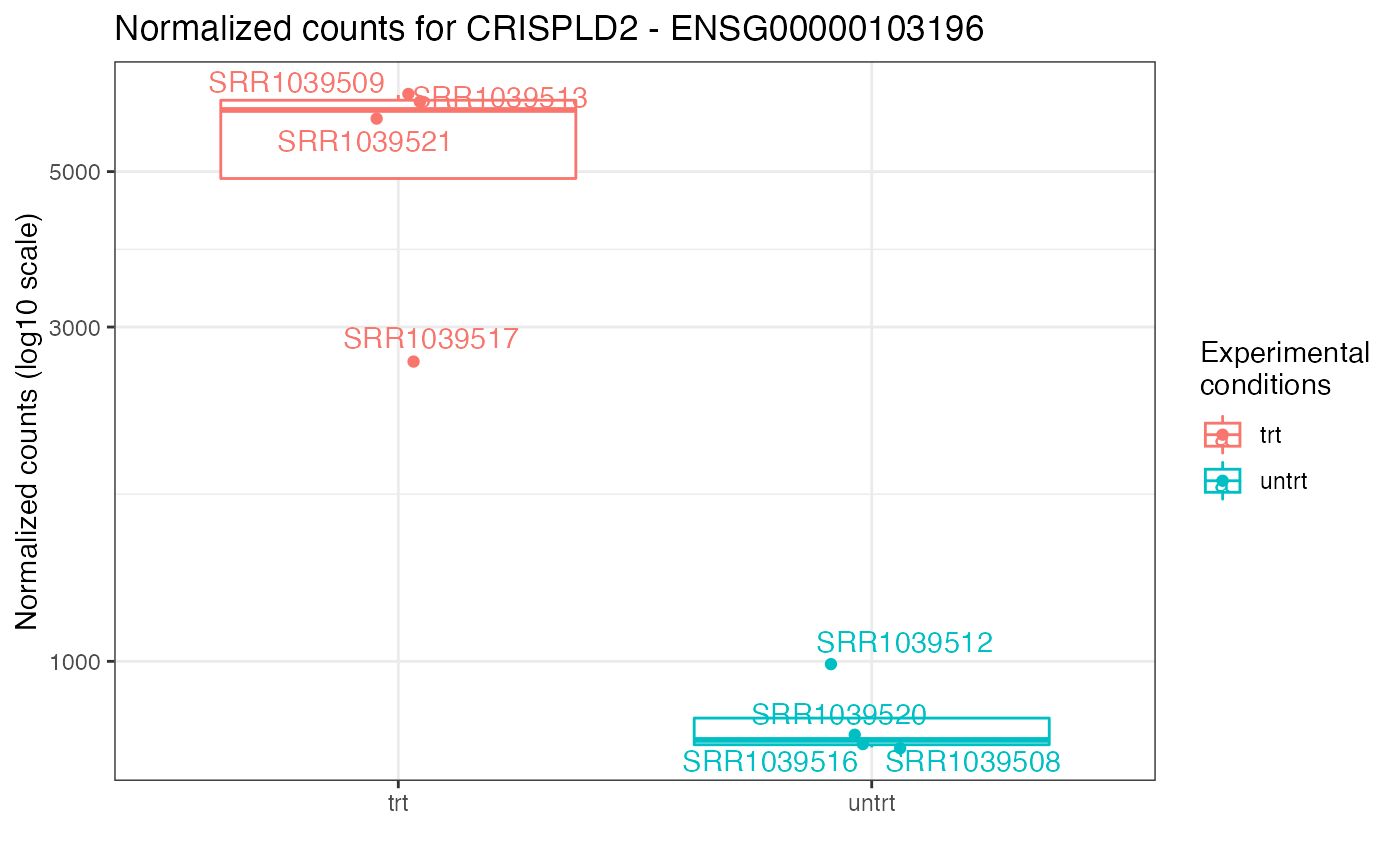 Normalized counts for CRISPLD2 - ENSG00000103196
Normalized counts (log10 scale)
5000
3000
1000
SRR1039509
SRR1039513
SRR1039521
SRR1039517
SRR1039512
SRR1039520
SRR1039516
SRR1039508
trt
untrt
Experimental
conditions
trt
untrt